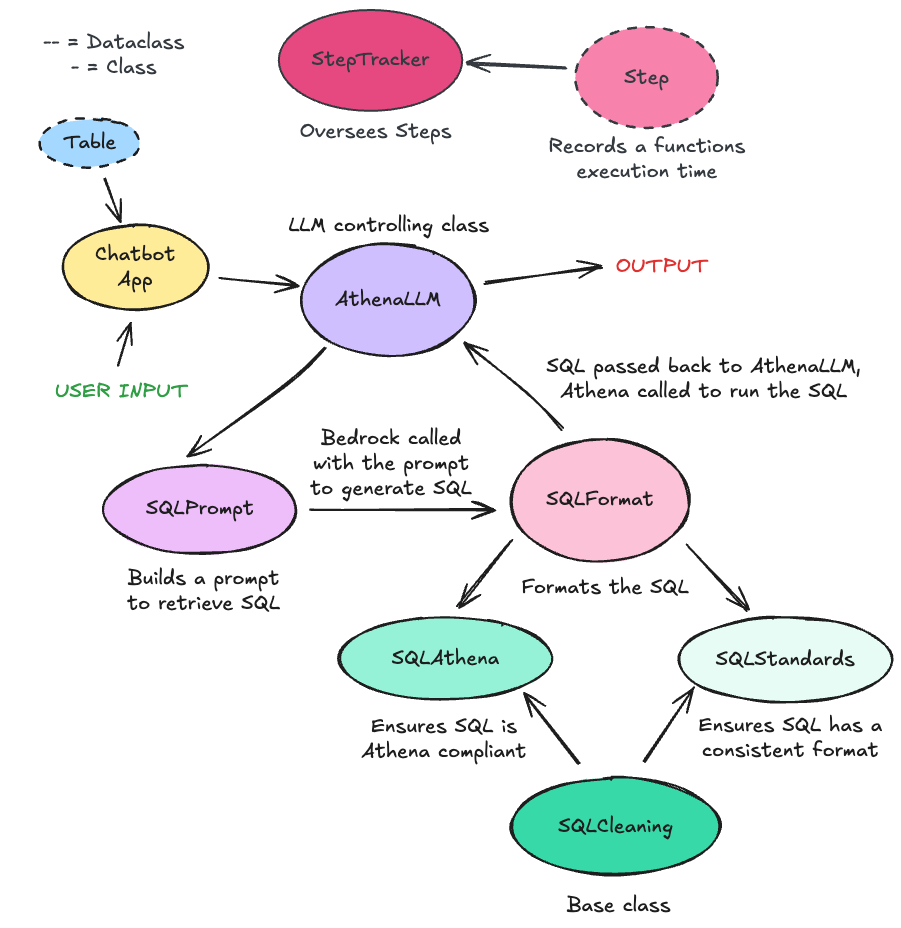 -- = Dataclass
- = Class
StepTracker
Oversees Steps
Step
Records a functions
execution time
Table
Chatbot
App
USER INPUT
LLM controlling class
AthenaLLM
OUTPUT
SQL passed back to AthenaLLM,
Athena called to run the SQL
Bedrock called
with the prompt
to generate SQL
SQLPrompt
Builds a prompt
to retrieve SQL
SQLFormat
Formats the SQL
SQLAthena
Ensures SQL is
Athena compliant
SQLStandards
Ensures SQL has a
consistent format
SQLCleaning
Base class